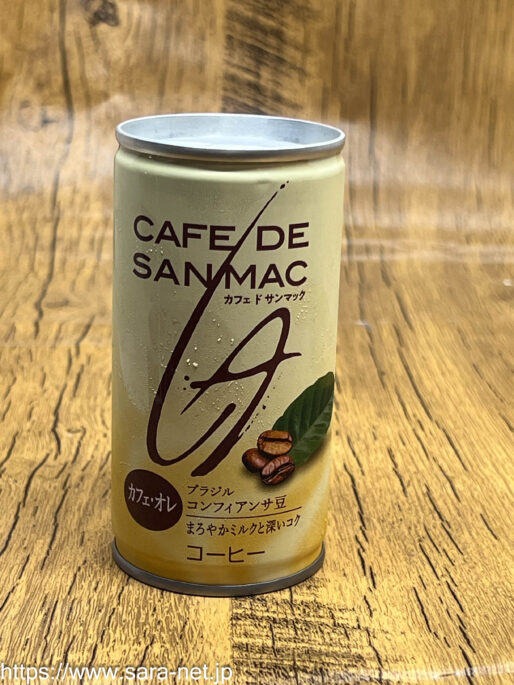 CAFE DE
SAN MAC
カフェ ド サンマック
カフェ・オレ
ブラジル
コンフィアンサ豆
まろやかミルクと深いコク
コーヒー
https://www.sara-net.jp